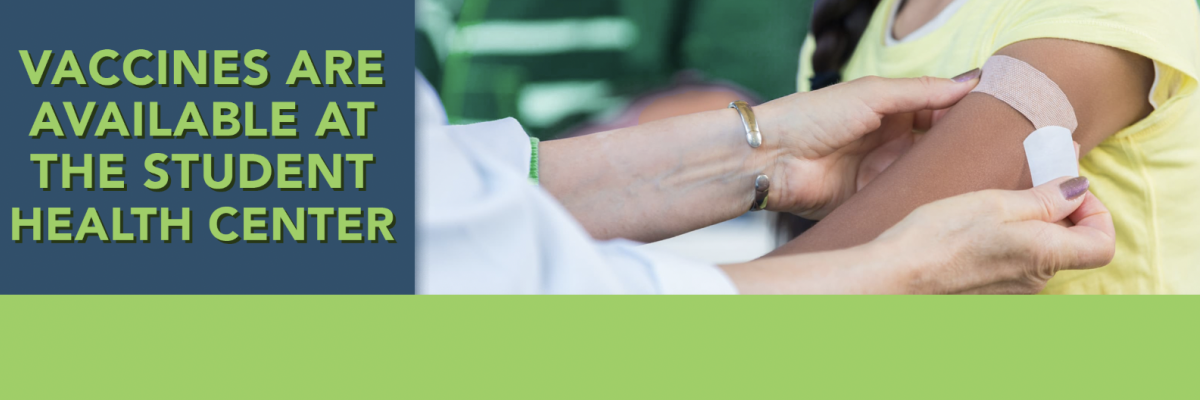 VACCINES ARE
AVAILABLE AT
THE STUDENT
HEALTH CENTER